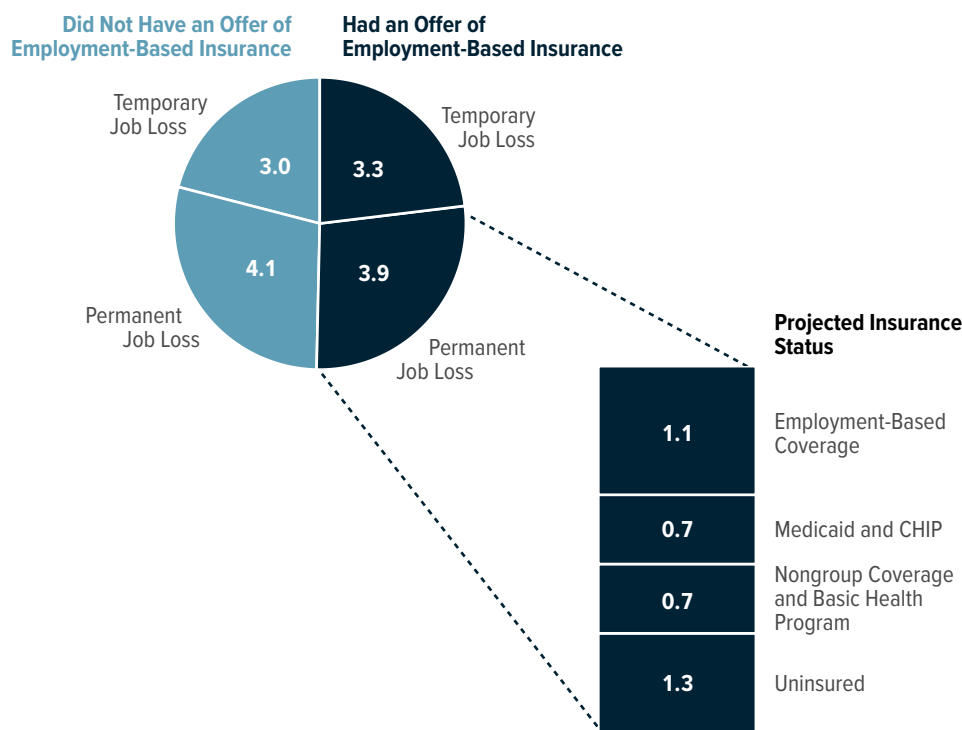 Did Not Have an Offer of
Employment-Based Insurance
Had an Offer of
Employment-Based Insurance
Temporary
Job Loss
3.0
3.3
Temporary
Job Loss
4.1
3.9
Permanent
Job Loss
Permanent
Job Loss
Projected Insurance
Status
1.1
Employment-Based
Coverage
0.7
Medicaid and CHIP
0.7
Nongroup Coverage
and Basic Health
Program
1.3
Uninsured